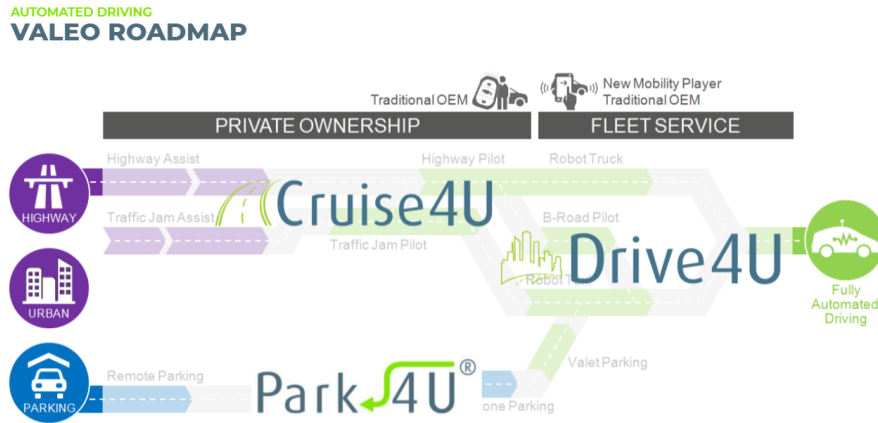 AUTOMATED DRIVING
VALEO ROADMAP
Traditional OEM
New Mobility Player
Traditional OEM
PRIVATE OWNERSHIP
FLEET SERVICE
Highway Assist
Highway Pilot
Robot Truck
HIGHWAY
Traffic Jam Assist
Cruise4U
B-Road Pilot
Traffic Jam Pilot
Drive4U
Robot
URBAN
Fully
Automated
Driving
Valet Parking
Remote Parking
Park4U®
one Parking
PARKING